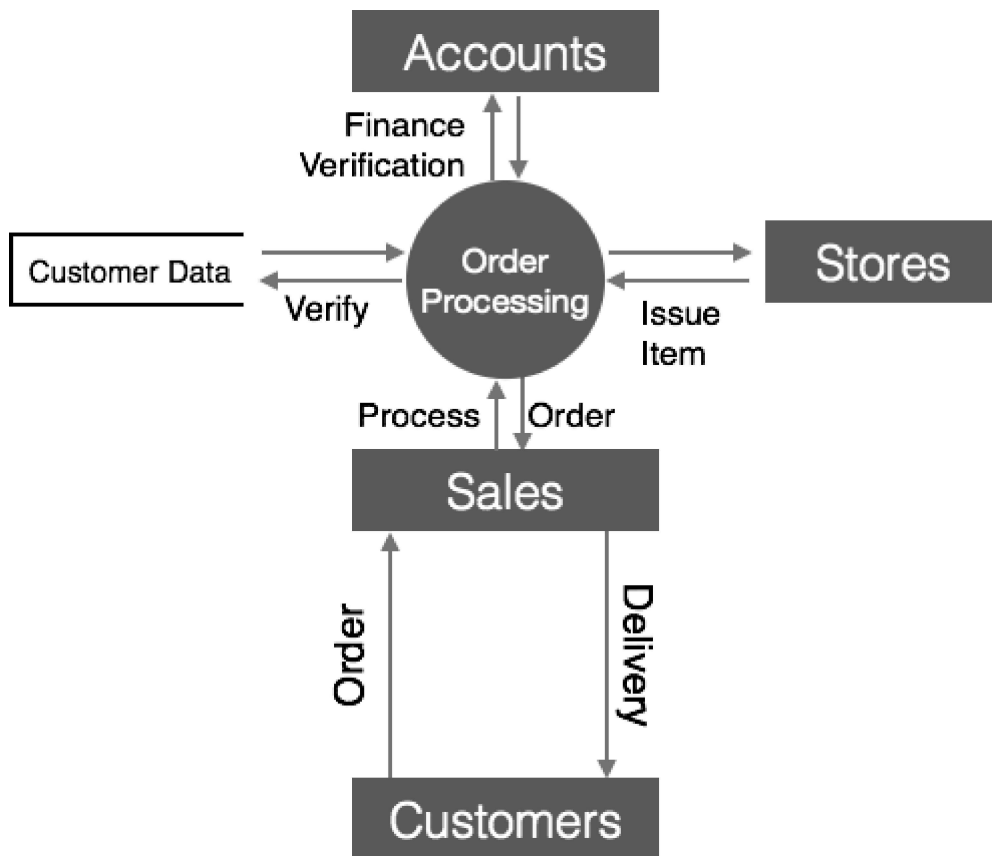 Accounts
Finance
Verification
Customer Data
Order
Processing
Stores
Verify
Issue
Item
Process
Order
Sales
Order
Delivery
Customers